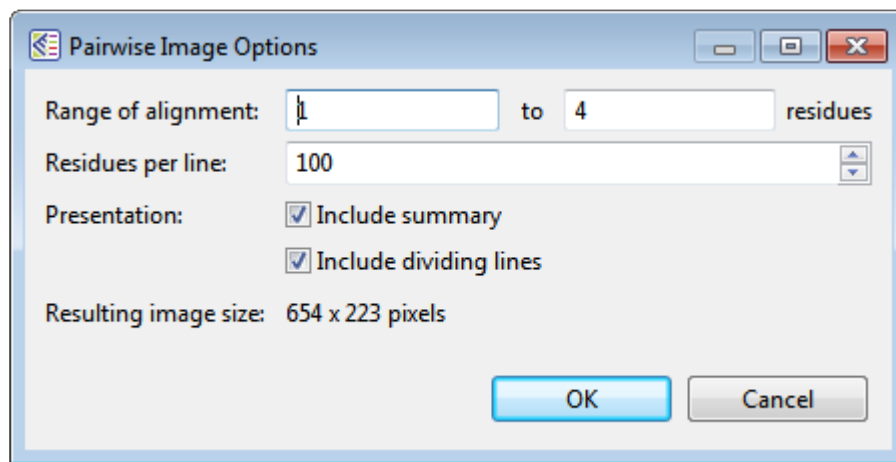 Pairwise Image Options
Range of alignment: 1 to 4 residues
Residues per line: 100
Presentation: Include summary
Include dividing lines
Resulting image size: 654 x 223 pixels
OK Cancel